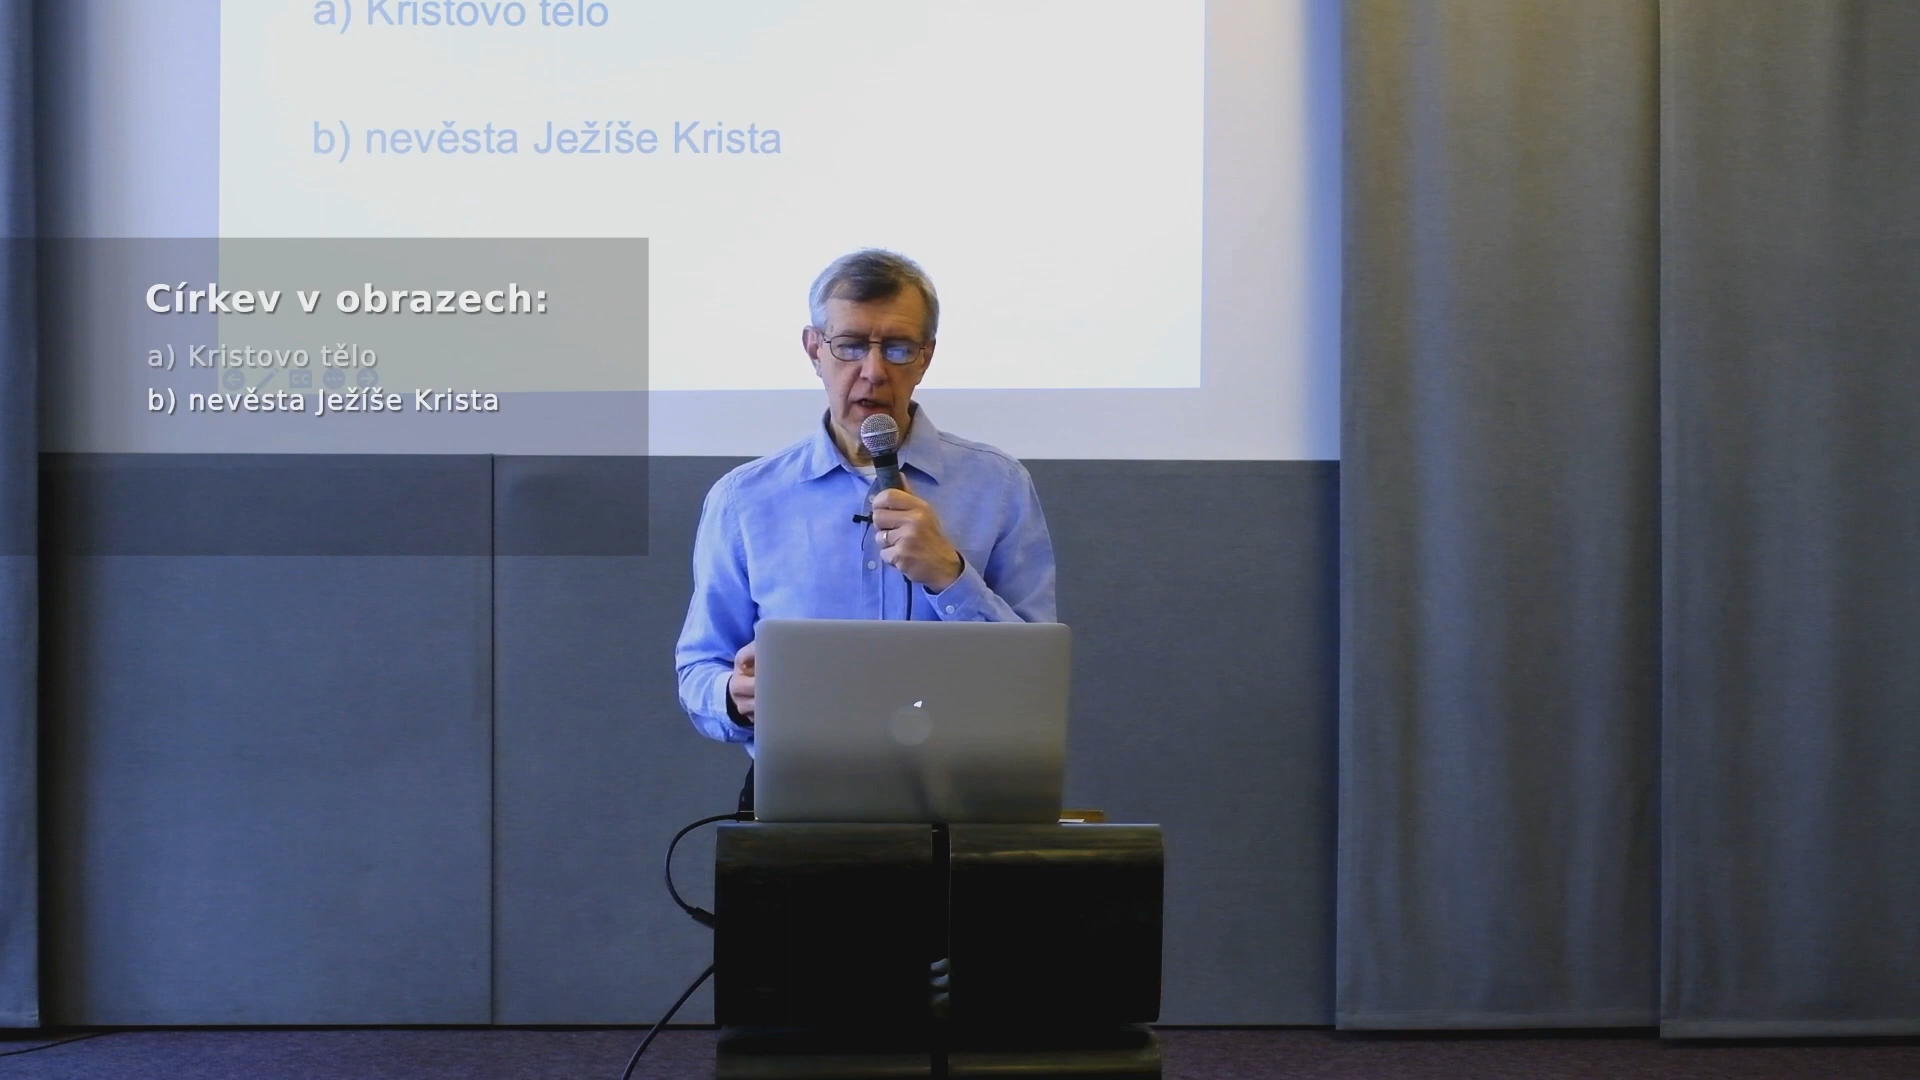 a) Kristovo tělo
b) nevěsta Ježíše Krista
Církev v obrazech:
a) Kristovo tělo
b) nevěsta Ježíše Krista